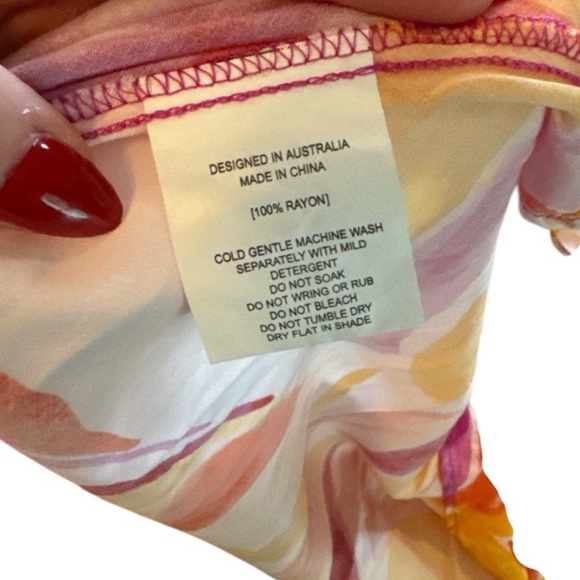 DESIGNED IN AUSTRALIA
MADE IN CHINA
[100% RAYON]
COLD GENTLE MACHINE WASH
SEPARATELY WITH MILD
DETERGENT
DO NOT SOAK
DO NOT WRING OR RUB
DO NOT BLEACH
DO NOT TUMBLE DRY
DRY FLAT IN SHADE